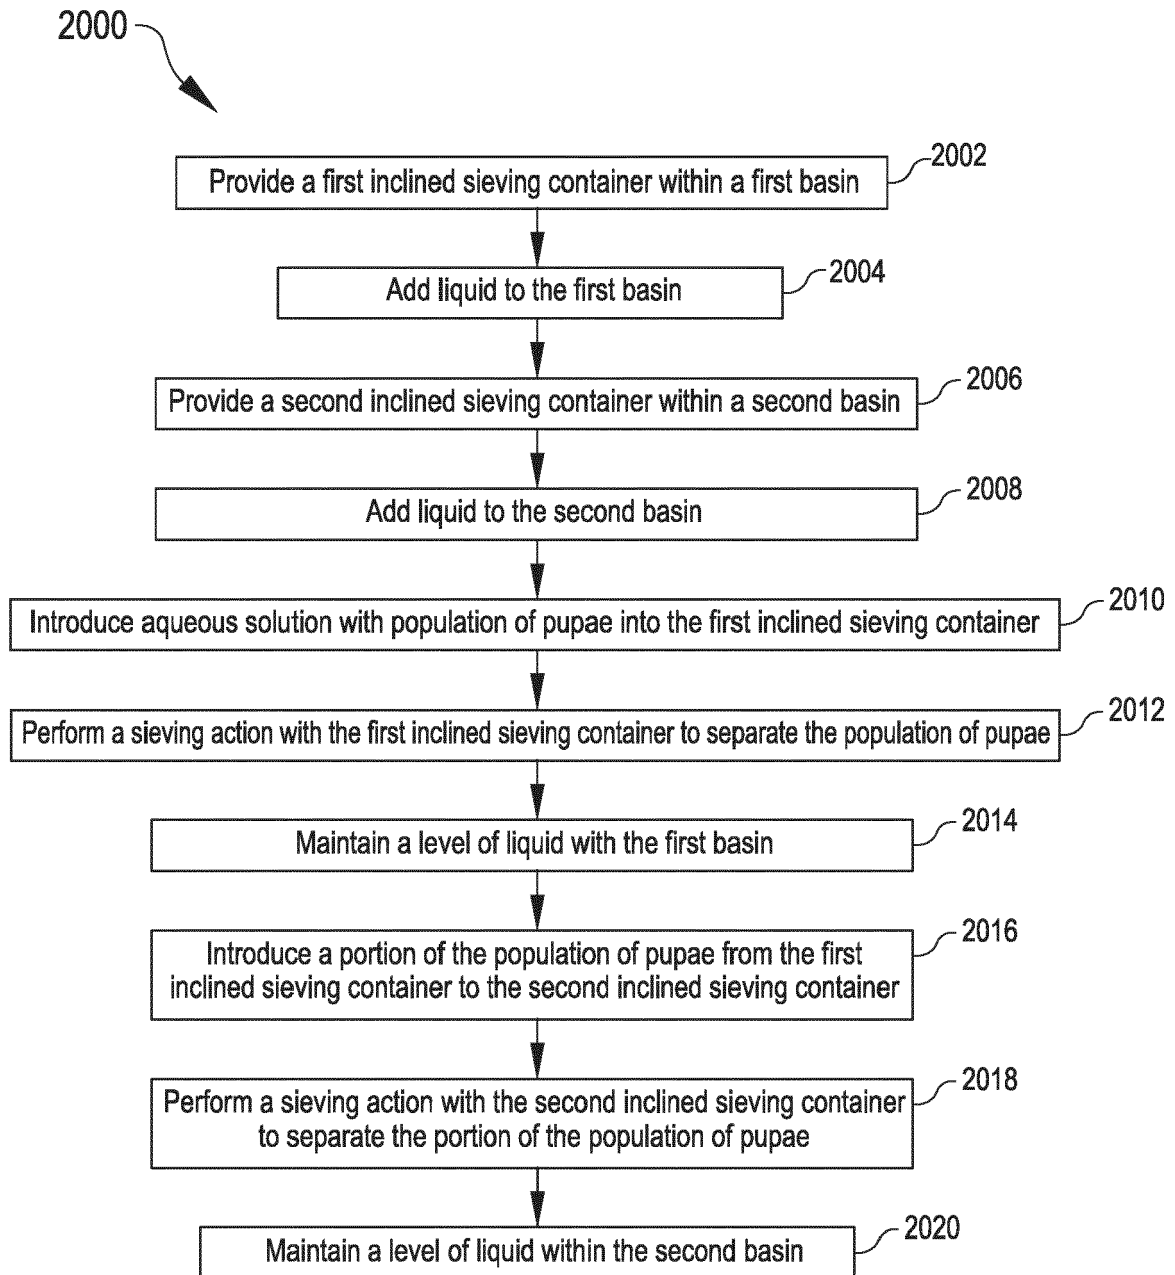 2000
2002
Provide a first inclined sieving container within a first basin
2004
Add liquid to the first basin
2006
Provide a second inclined sieving container within a second basin
2008
Add liquid to the second basin
2010
Introduce aqueous solution with population of pupae into the first inclined sieving container
2012
Perform a sieving action with the first inclined sieving container to separate the population of pupae
2014
Maintain a level of liquid with the first basin
2016
Introduce a portion of the population of pupae from the first
inclined sieving container to the second inclined sieving container
2018
Perform a sieving action with the second inclined sieving container
to separate the portion of the population of pupae
2020
Maintain a level of liquid within the second basin